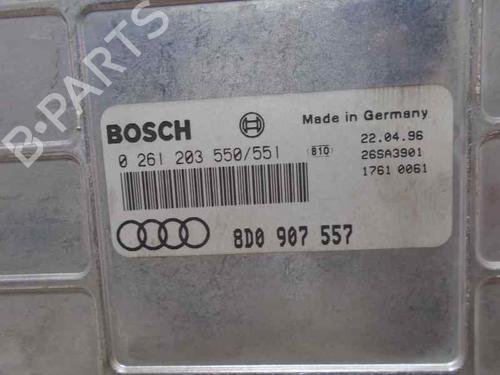 B-PARTS
BOSCH
Made in Germany
0 261 203 550/551
B10
22.04.96
26SA3901
1761 0061
8D0 907 557